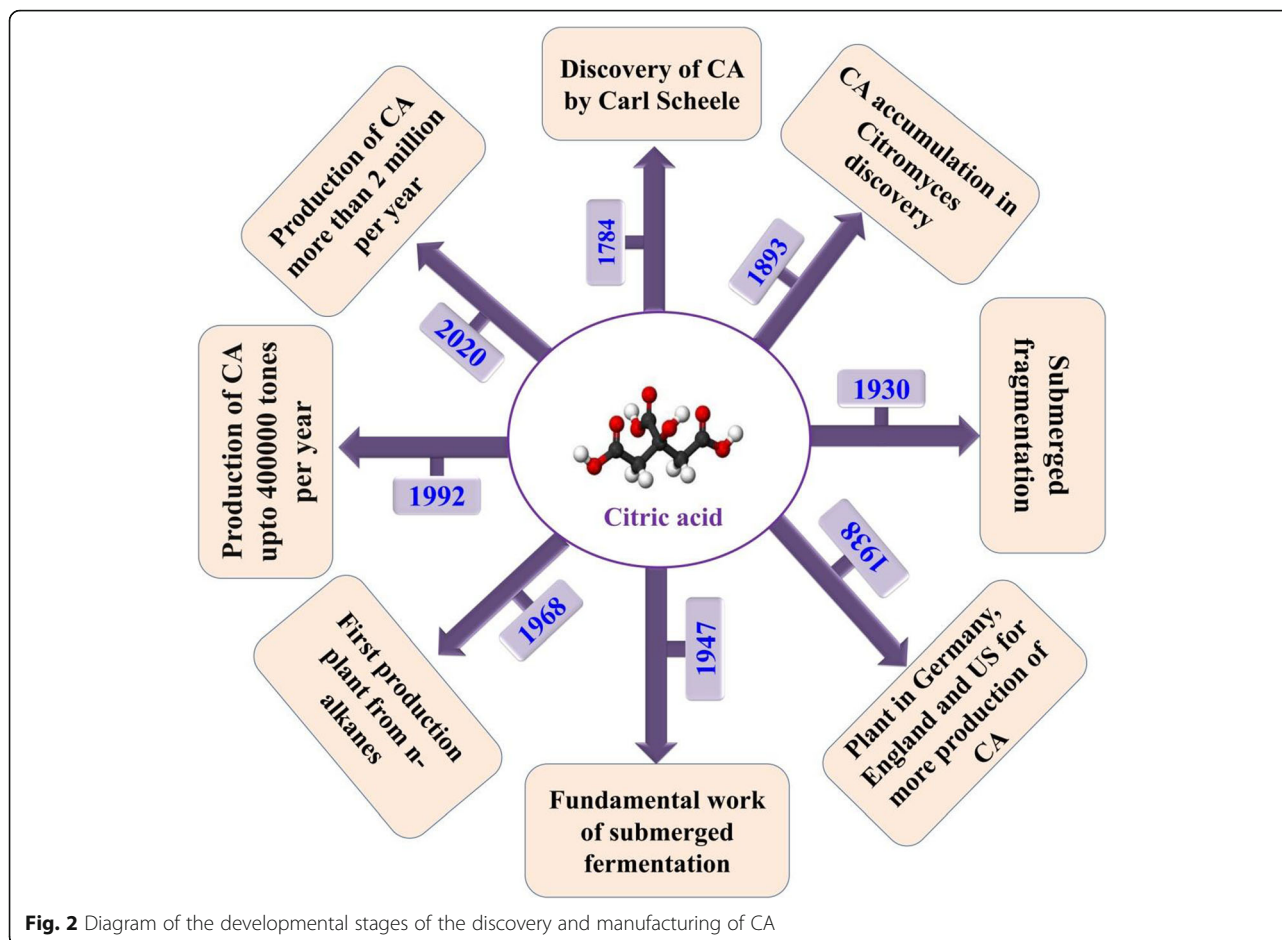 Discovery of CA
by Carl Scheele
1784
CA accumulation in
Citromyces
discovery
1893
Submerged
fragmentation
1930
Plant in Germany,
England and US for
more production of
CA
1938
Fundamental work
of submerged
fermentation
1947
First production
plant from n-
alkanes
1968
Production of CA
upto 4000000 tones
per year
1992
Production of CA
more than 2 million
per year
2020
Citric acid
Fig. 2 Diagram of the developmental stages of the discovery and manufacturing of CA